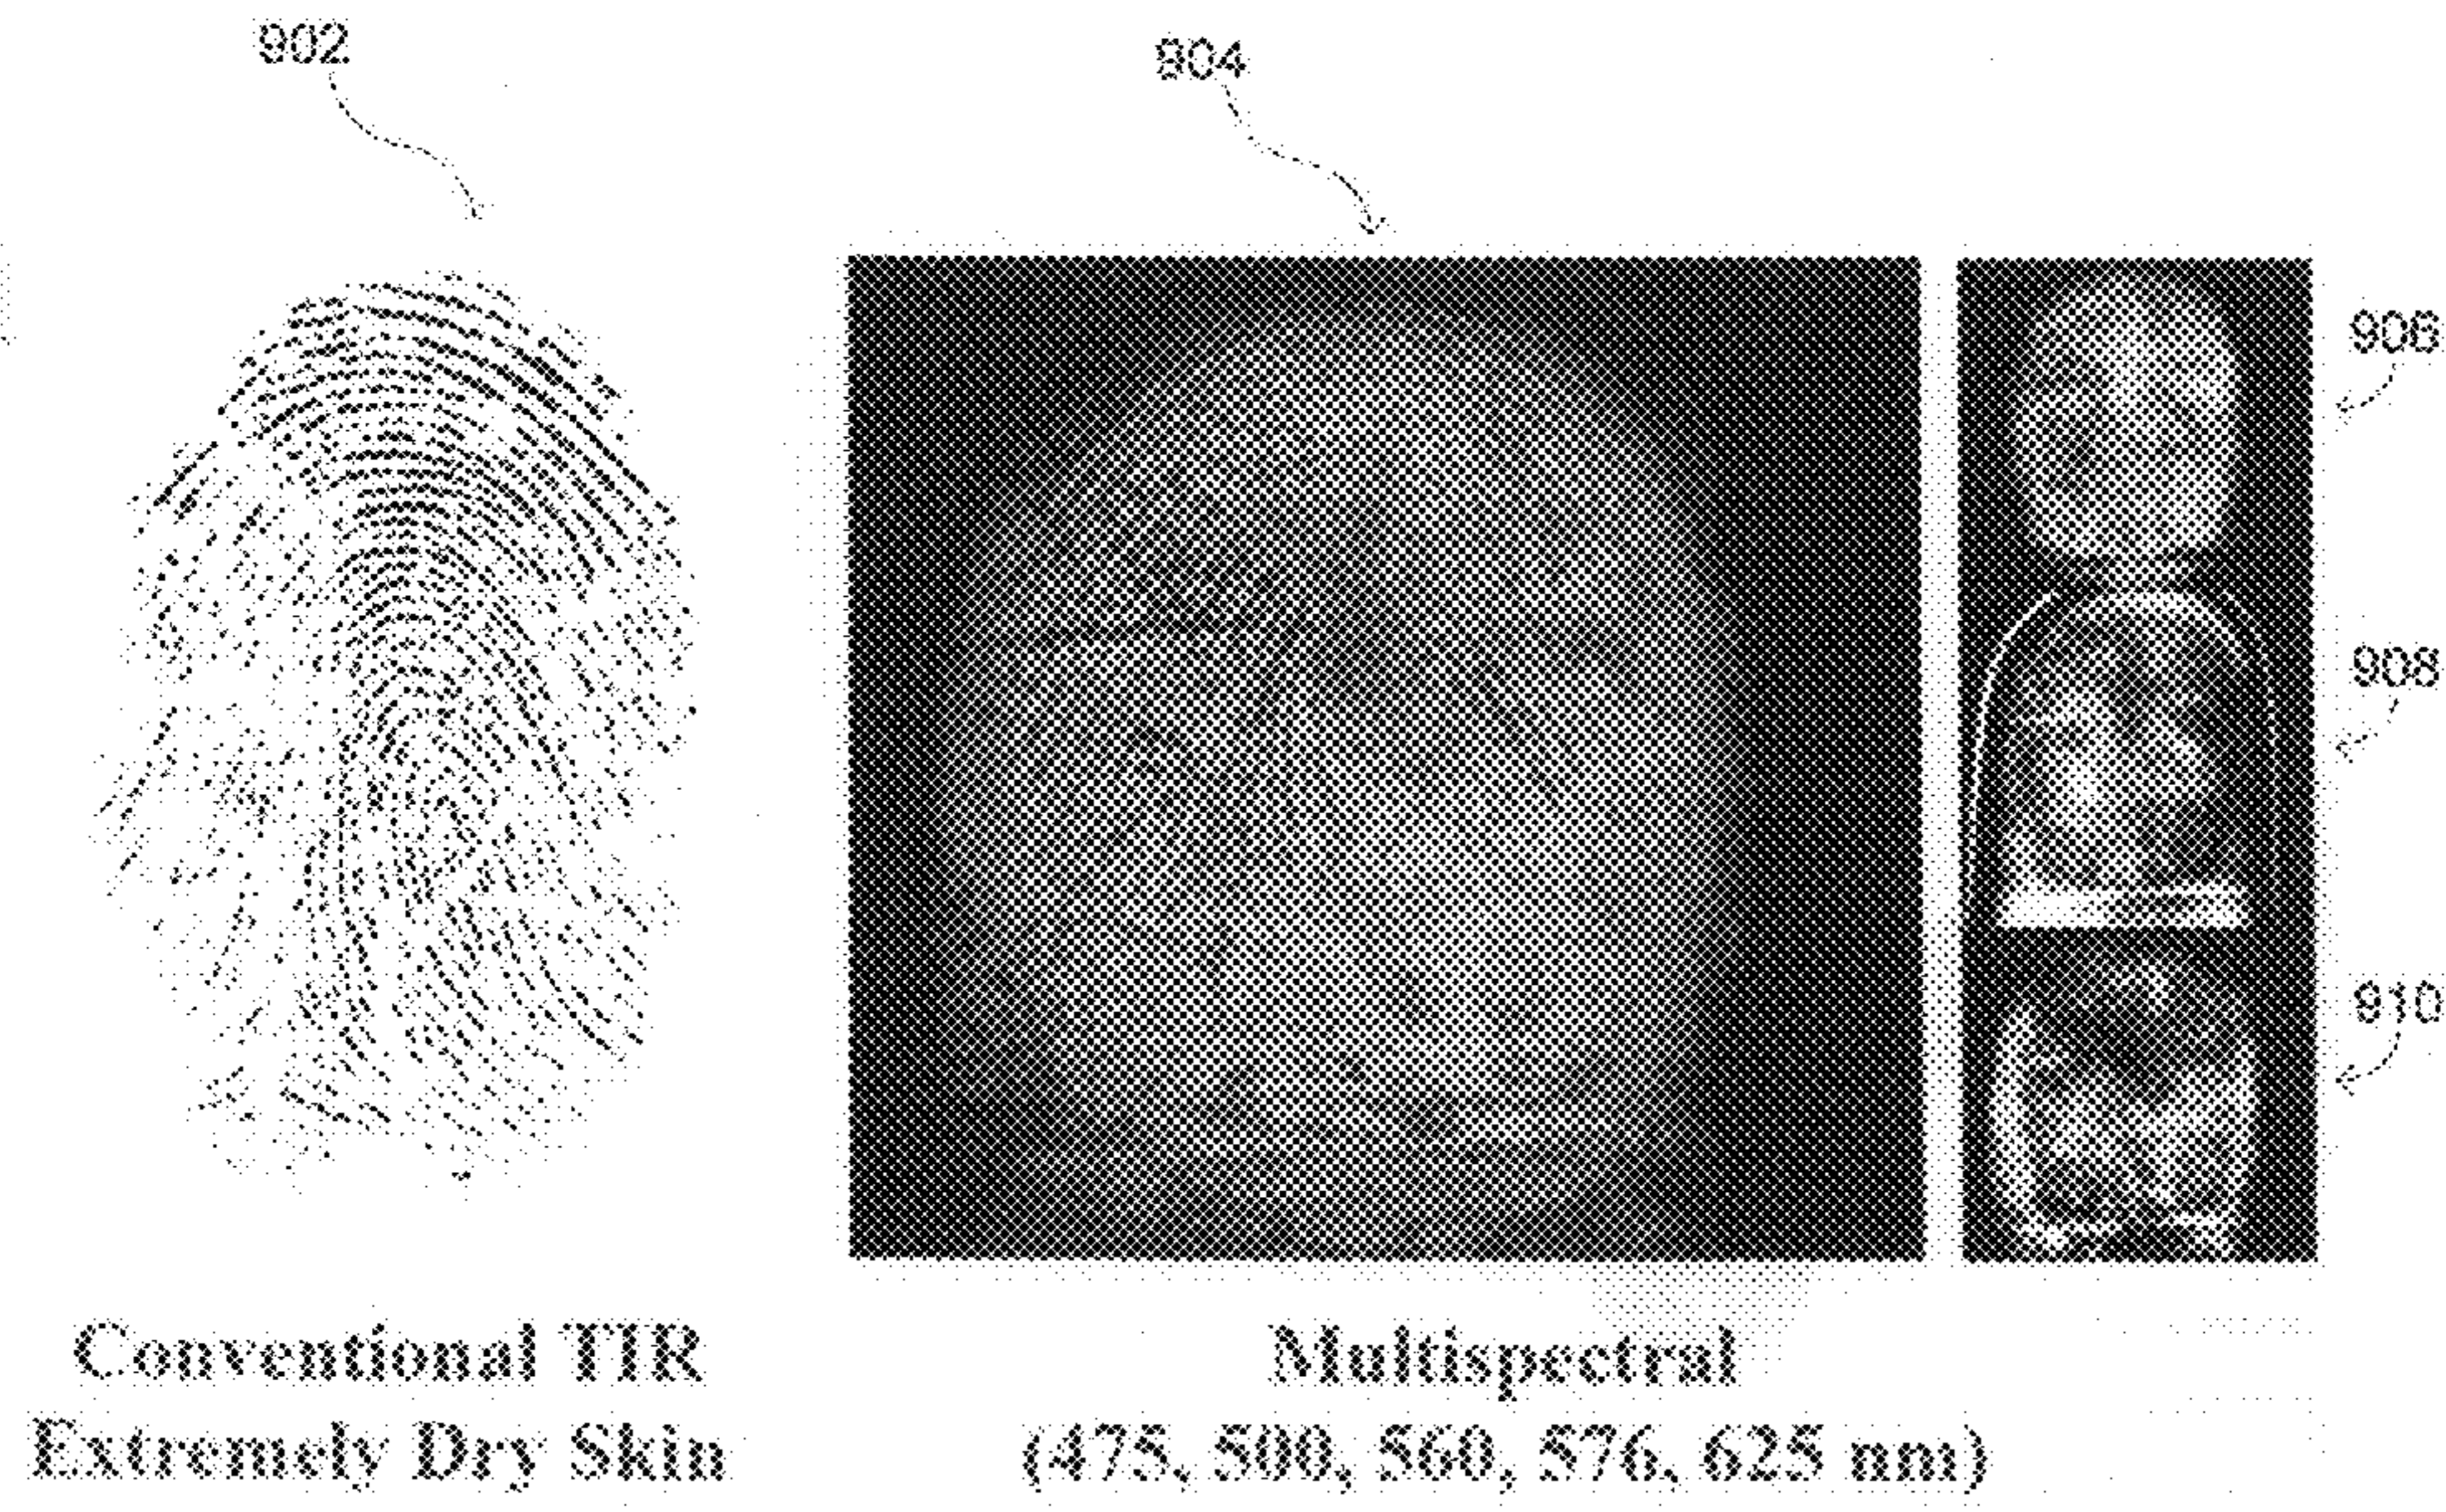 902
904
906
908
910
Conventional TIR
Extremely Dry Skin
Multispectral
(475, 500, 560, 576, 625 nm)